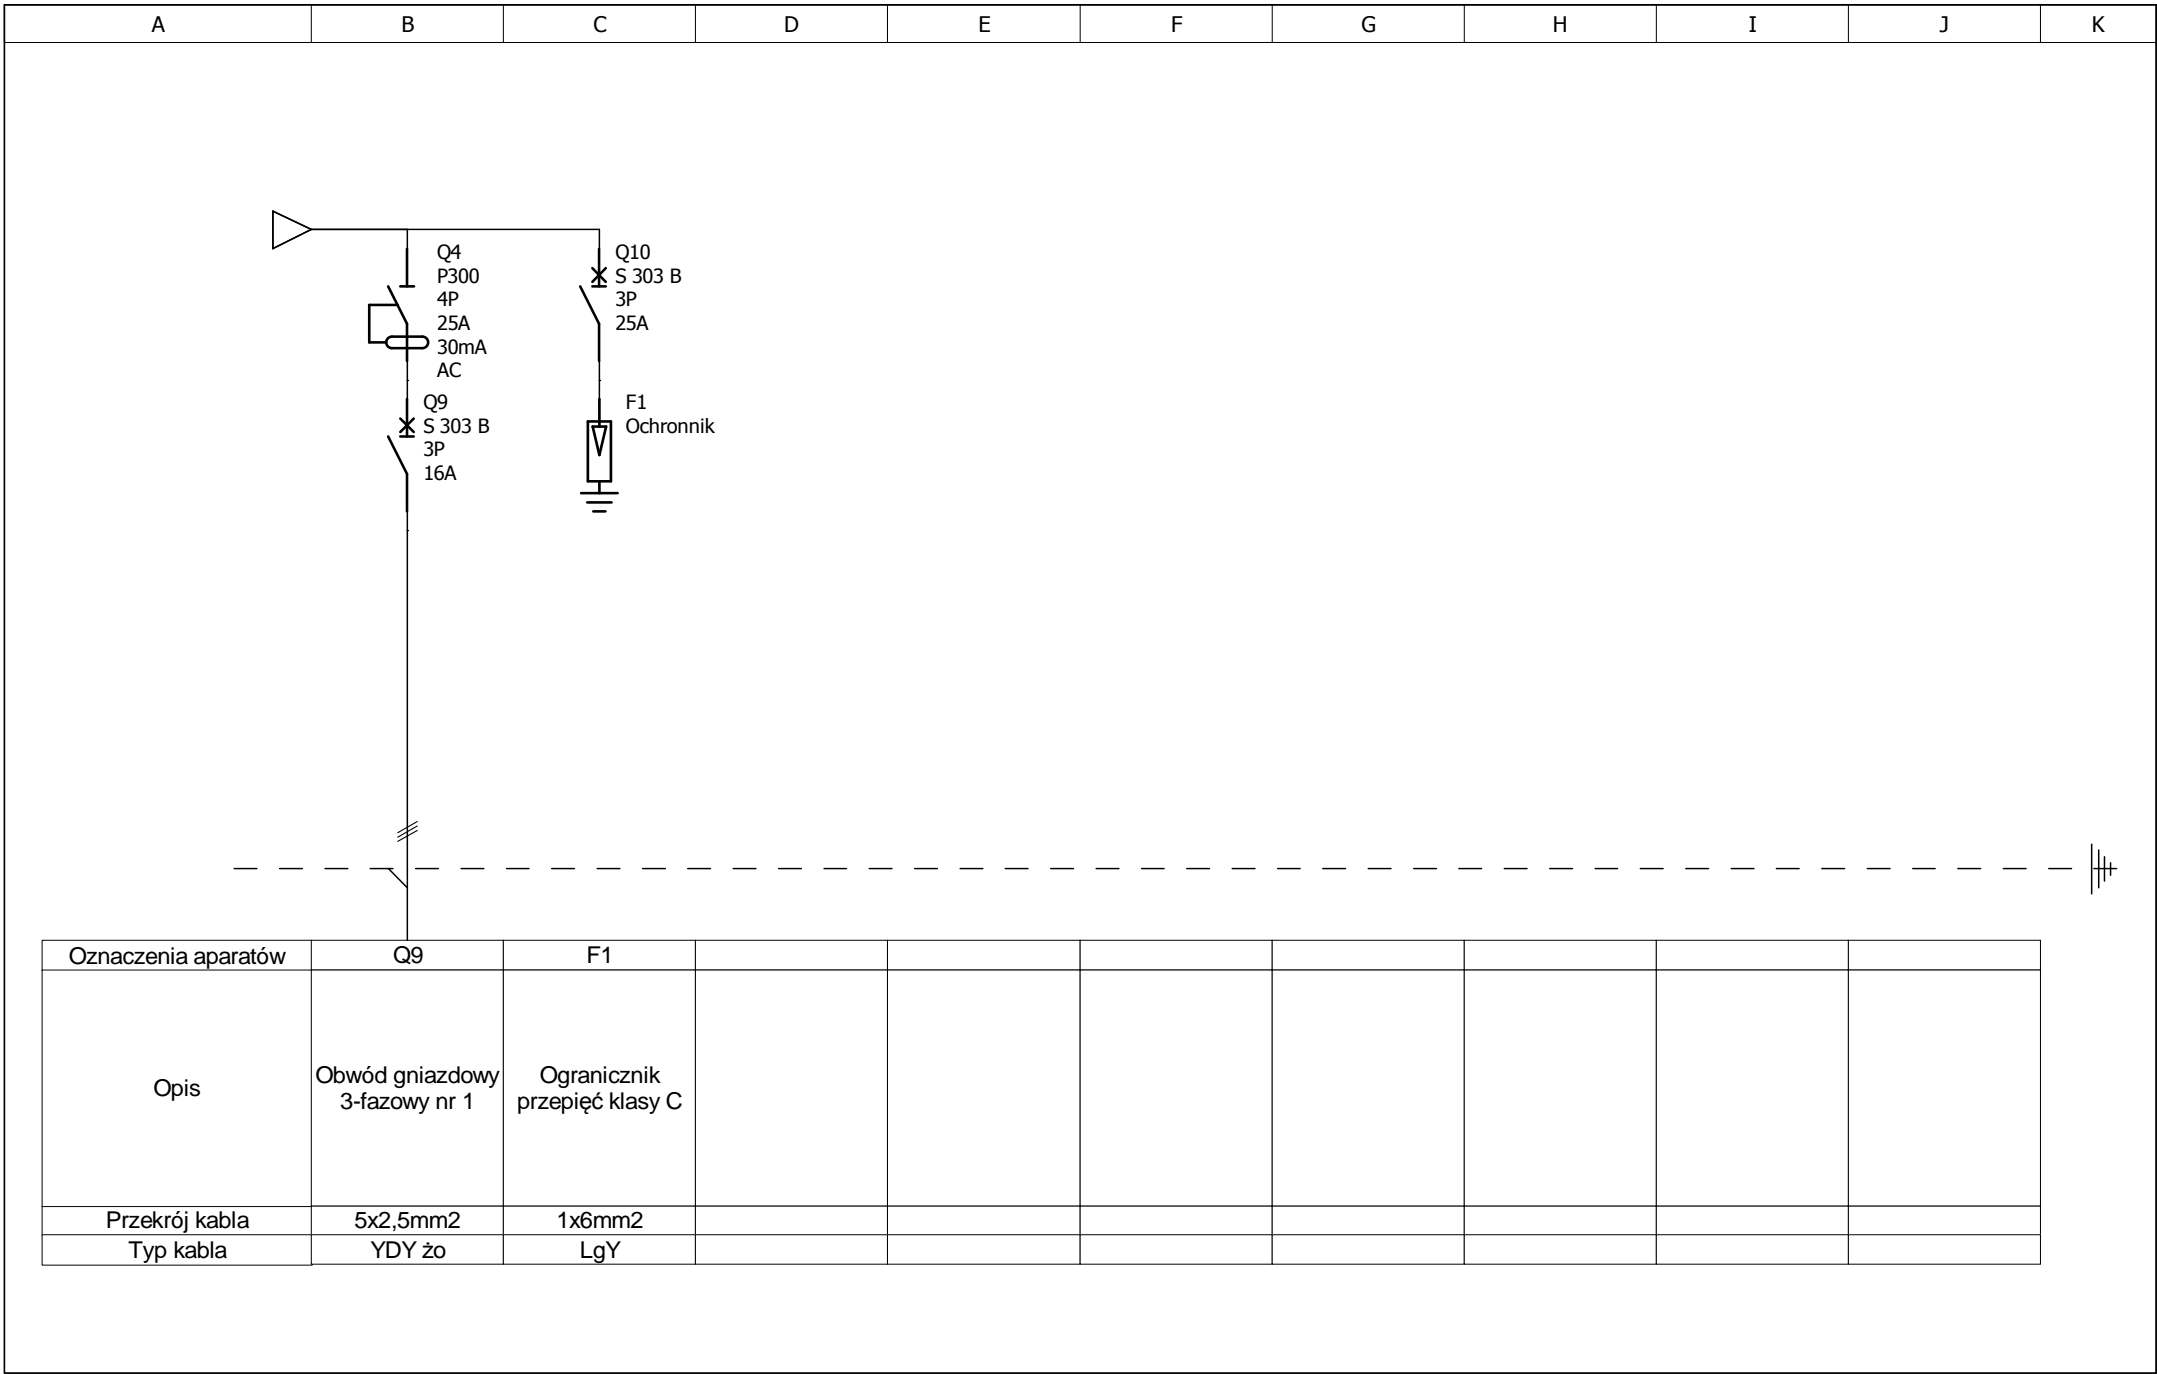 A B C D E F G H I J K
Q4
P300
4P
25A
30mA
AC
Q10
S 303 B
3P
25A
Q9
S 303 B
3P
16A
F1
Ochronnik
Oznaczenia aparatów Q9 F1
Opis
Obwód gniazdowy
3-fazowy nr 1
Ogranicznik
przepięć klasy C
Przekrój kabla 5x2,5mm2 1x6mm2
Typ kabla YDY żo LgY